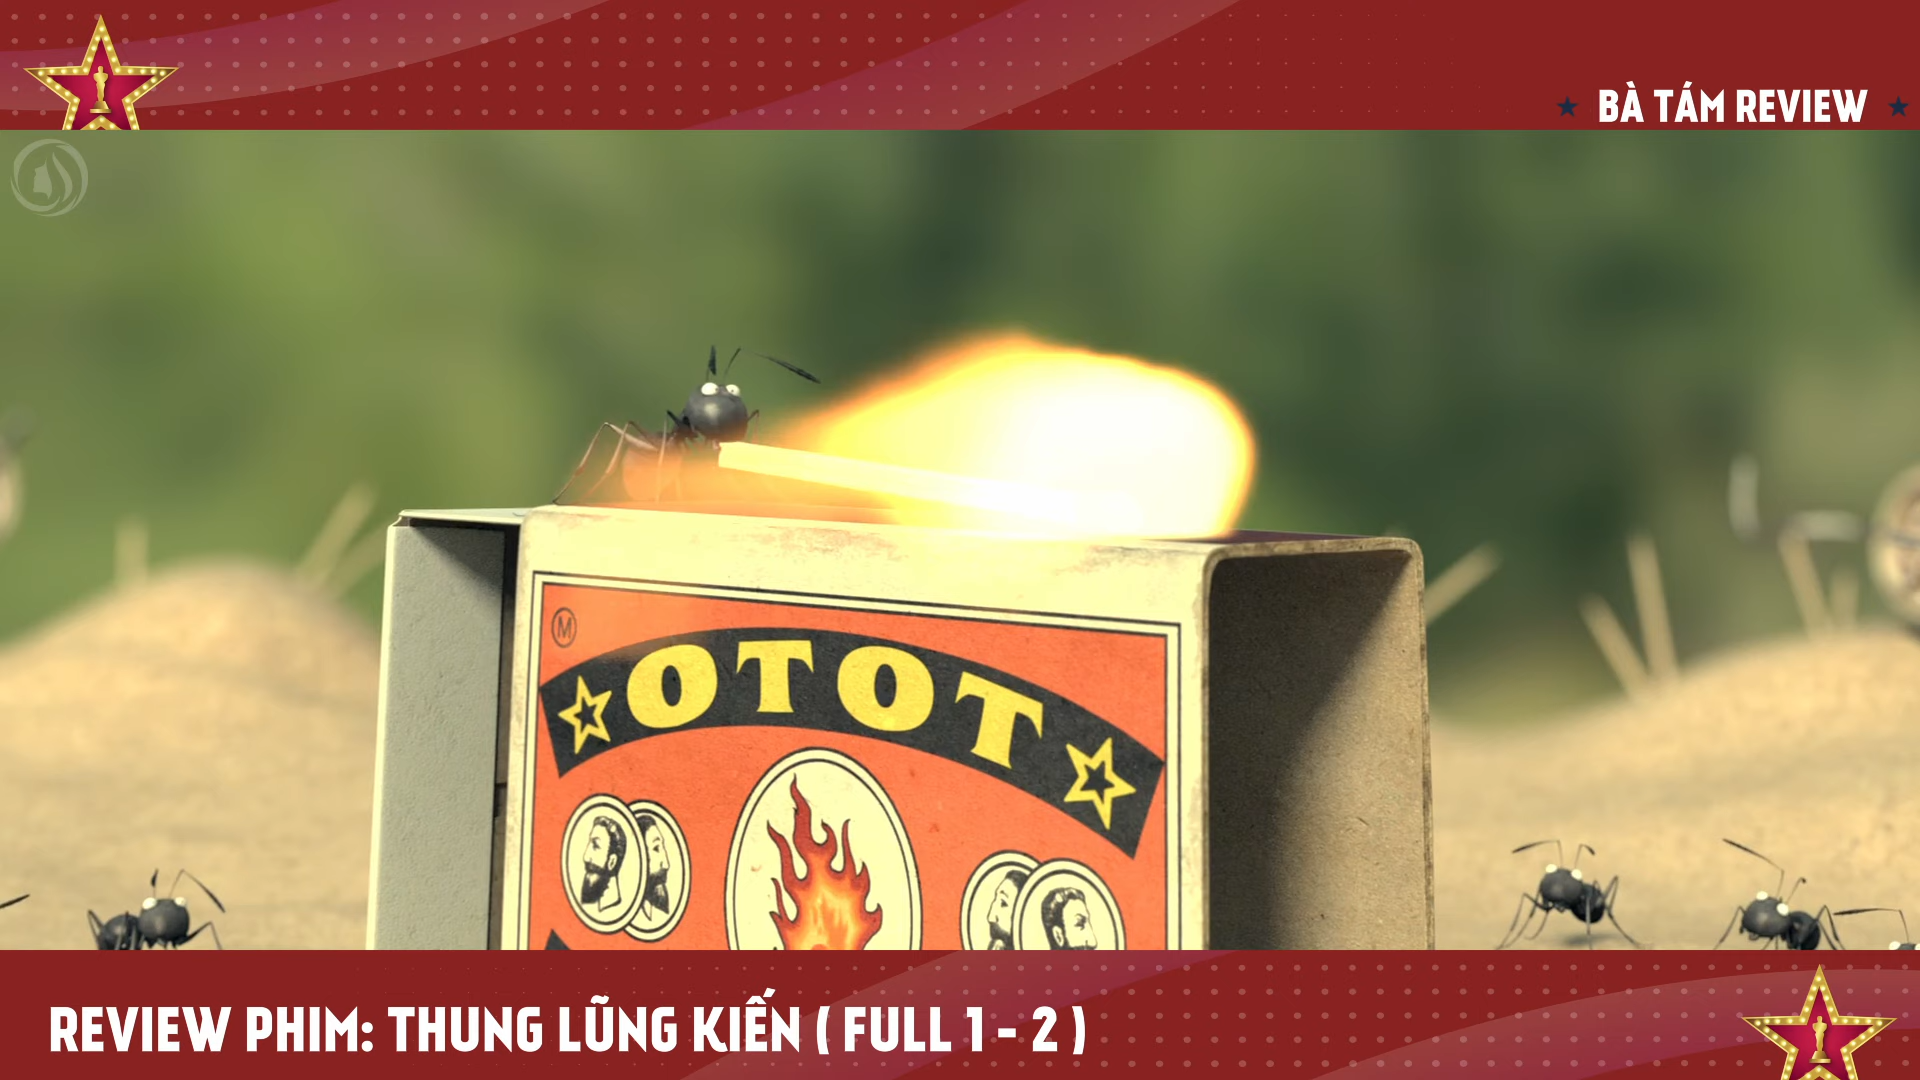 BÀ TÁM REVIEW
M
OTOT
REVIEW PHIM: THUNG LŨNG KIẾN ( FULL 1 - 2 )